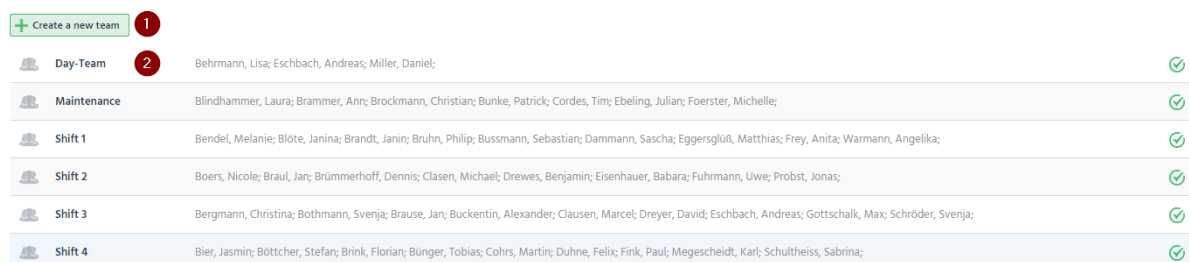 Create a new team 1
Day-Team 2 Behrmann, Lisa; Eschbach, Andreas; Miller, Daniel;
Maintenance Blindhammer, Laura; Brammer, Ann; Brockmann, Christian; Bunke, Patrick; Cordes, Tim; Ebeling, Julian; Foerster, Michelle;
Shift 1 Bendel, Melanie; Blöte, Janina; Brandt, Janin; Bruhn, Philip; Bussmann, Sebastian; Dammann, Sascha; Eggersglüß, Matthias; Frey, Anita; Warmann, Angelika;
Shift 2 Boers, Nicole; Braul, Jan; Brümmerhoff, Dennis; Clasen, Michael; Drewes, Benjamin; Eisenhauer, Babara; Fuhrmann, Uwe; Probst, Jonas;
Shift 3 Bergmann, Christina; Bothmann, Svenja; Brause, Jan; Buckentin, Alexander; Clausen, Marcel; Dreyer, David; Eschbach, Andreas; Gottschalk, Max; Schröder, Svenja;
Shift 4 Bier, Jasmin; Böttcher, Stefan; Brink, Florian; Bünger, Tobias; Cohrs, Martin; Duhne, Felix; Fink, Paul; Megescheidt, Karl; Schultheiss, Sabrina;